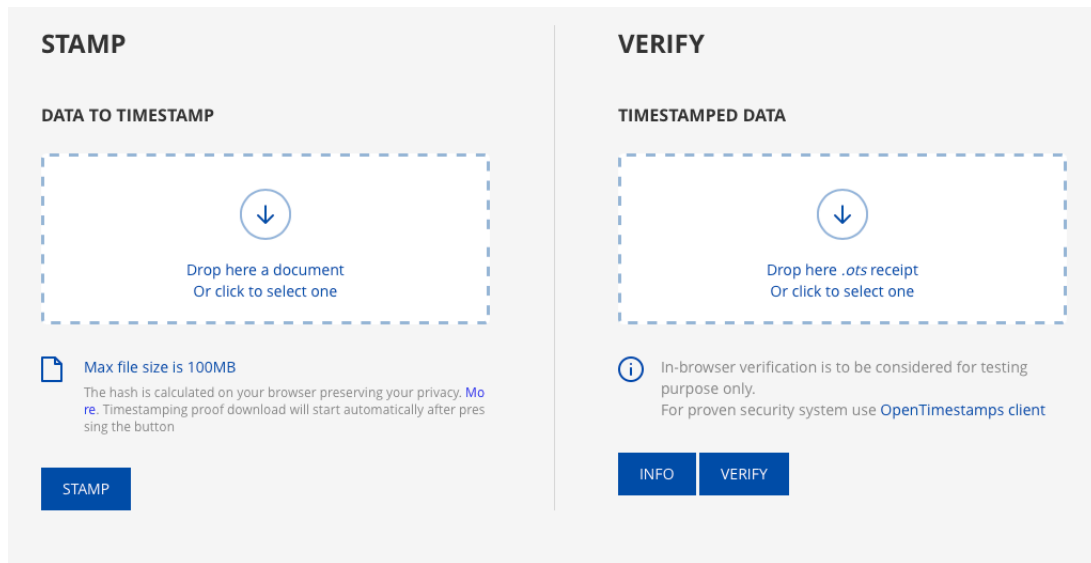 STAMP
DATA TO TIMESTAMP
Drop here a document
Or click to select one
Max file size is 100MB
The hash is calculated on your browser preserving your privacy. Mo
re. Timestamping proof download will start automatically after pres
sing the button
STAMP
VERIFY
TIMESTAMPED DATA
Drop here .ots receipt
Or click to select one
In-browser verification is to be considered for testing
purpose only.
For proven security system use OpenTimestamps client
INFO
VERIFY